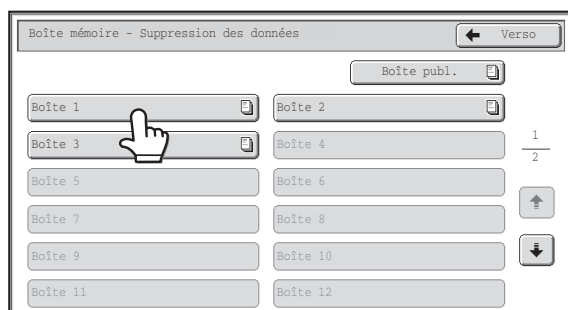 Boîte mémoire - Suppression des données
Verso
Boîte publ.
Boîte 1
Boîte 2
Boîte 3
Boîte 4
1
2
Boîte 5
Boîte 6
Boîte 7
Boîte 8
Boîte 9
Boîte 10
Boîte 11
Boîte 12